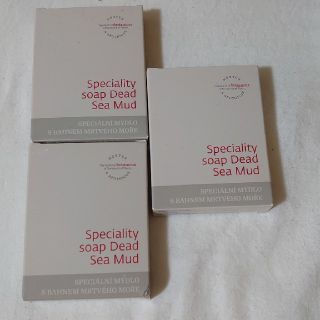 Speciality
soap Dead
Sea Mud
SPECIÁLNÍ MÝDLO
S BAHNEM MRTVÉHO MOŘE
Speciality
soap Dead
Sea Mud
SPECIÁLNÍ MÝDLO
S BAHNEM MRTVÉHO MOŘE
Speciality
soap Dead
Sea Mud
SPECIÁLNÍ MÝDLO
S BAHNEM MRTVÉHO MOŘE